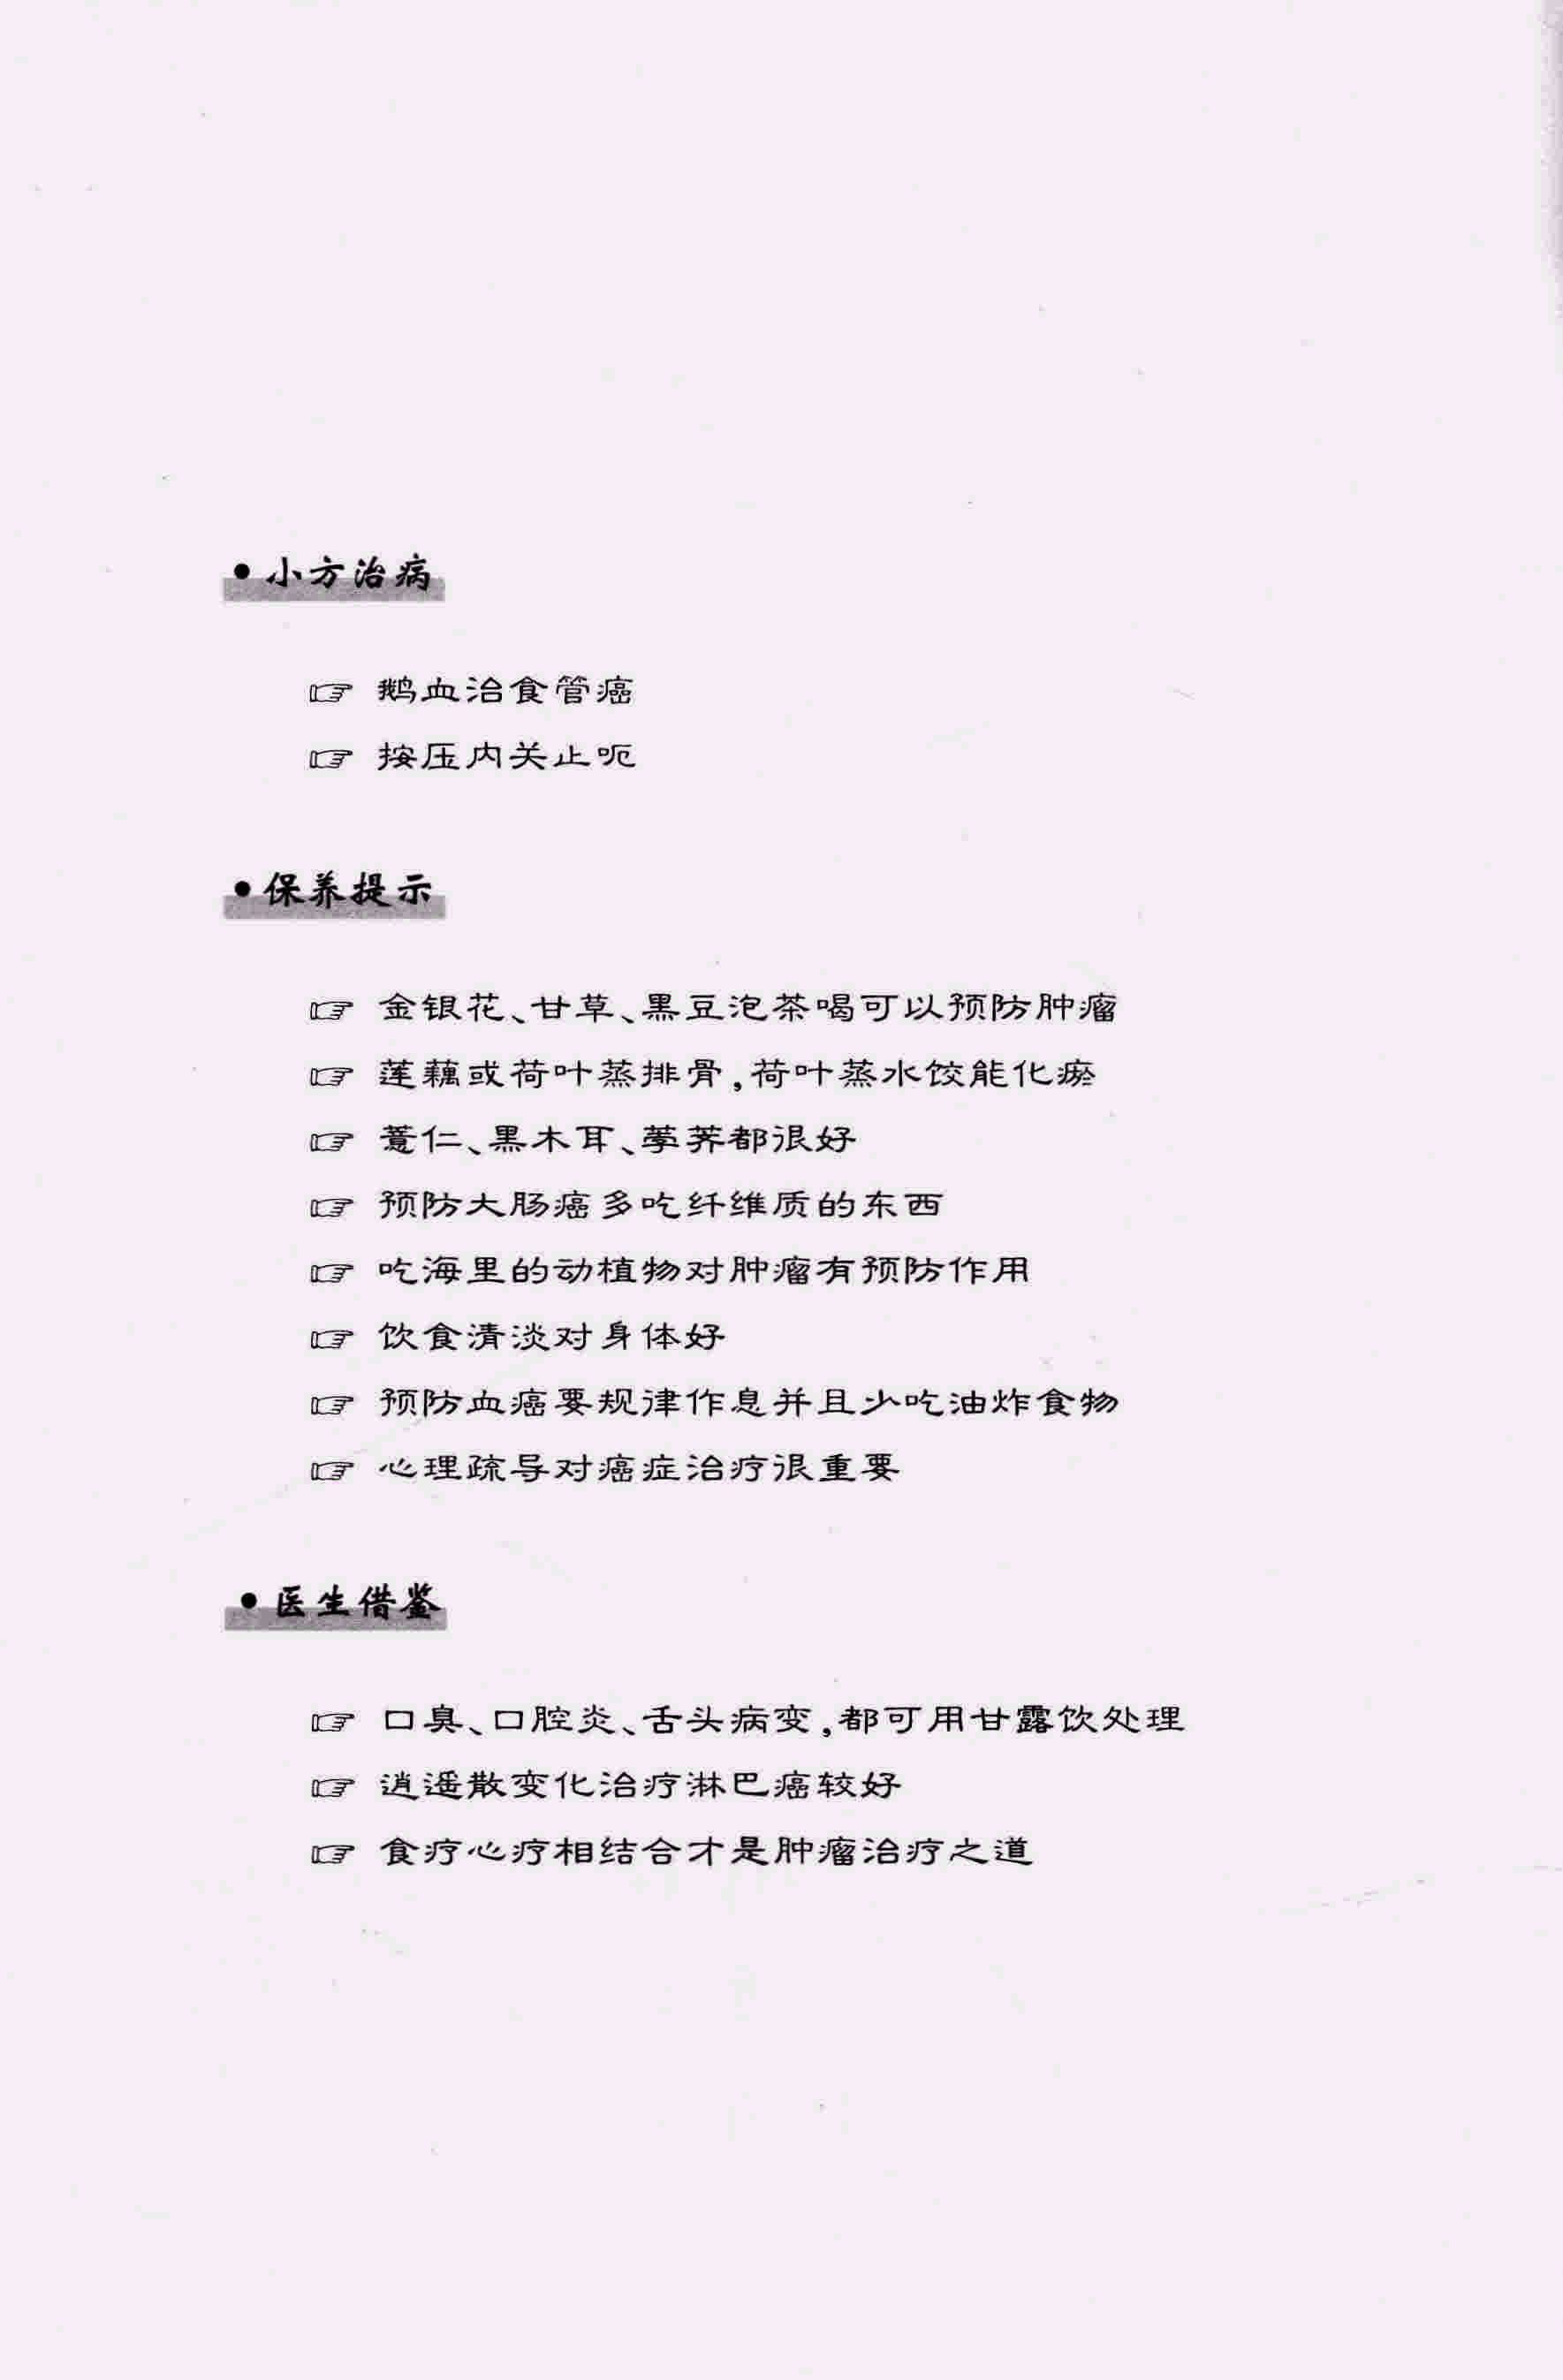 •小方治病
☞ 鹅血治食管癌
☞ 按压内关止呃
•保养提示
☞ 金银花、甘草、黑豆泡茶喝可以预防肿瘤
☞ 莲藕或荷叶蒸排骨,荷叶蒸水饺能化瘀
☞ 薏仁、黑木耳、荸荠都很好
☞ 预防大肠癌多吃纤维质的东西
☞ 吃海里的动植物对肿瘤有预防作用
☞ 饮食清淡对身体好
☞ 预防血癌要规律作息并且少吃油炸食物
☞ 心理疏导对癌症治疗很重要
•医生借鉴
☞ 口臭、口腔炎、舌头病变,都可用甘露饮处理
☞ 逍遥散变化治疗淋巴癌较好
☞ 食疗心疗相结合才是肿瘤治疗之道